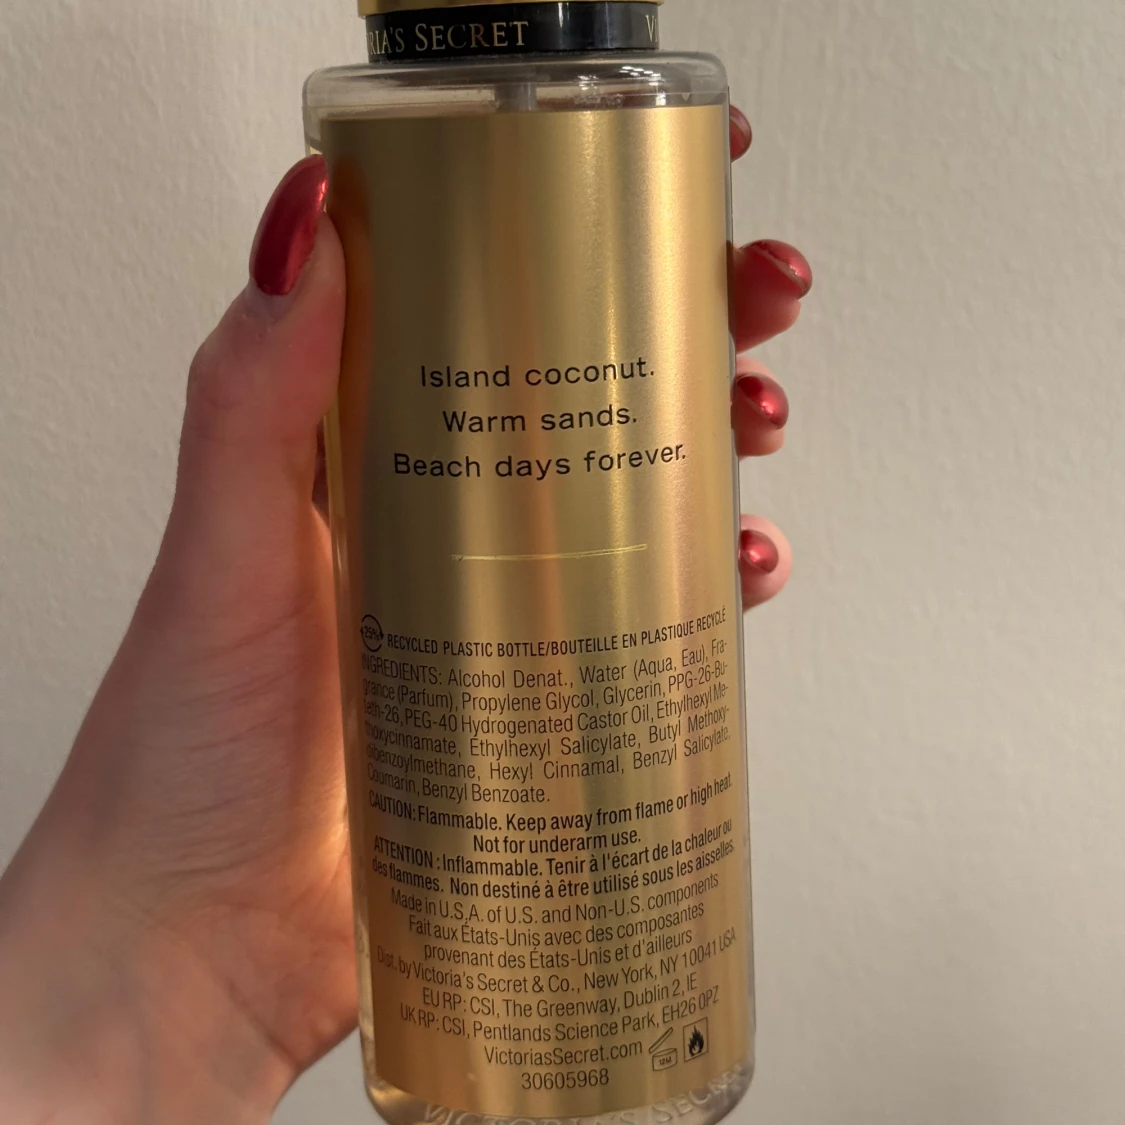 RIA'S SECRET V
Island coconut.
Warm sands.
Beach days forever.
25% RECYCLED PLASTIC BOTTLE/BOUTEILLE EN PLASTIQUE RECYCLÉ
INGREDIENTS: Alcohol Denat., Water (Aqua, Eau), Fra-
grance (Parfum), Propylene Glycol, Glycerin, PPG-26-Bu-
teth-26, PEG-40 Hydrogenated Castor Oil, Ethylhexyl Me-
thoxycinnamate, Ethylhexyl Salicylate, Butyl Methoxy-
dibenzoylmethane, Hexyl Cinnamal, Benzyl Salicylate,
Coumarin, Benzyl Benzoate.
CAUTION: Flammable. Keep away from flame or high heat.
Not for underarm use.
ATTENTION : Inflammable. Tenir à l'écart de la chaleur ou
des flammes. Non destiné à être utilisé sous les aisselles.
Made in U.S.A. of U.S. and Non-U.S. components
Fait aux États-Unis avec des composantes
provenant des États-Unis et d'ailleurs
Dist. by Victoria's Secret & Co., New York, NY 10041 USA
EU RP: CSI, The Greenway, Dublin 2, IE
UK RP: CSI, Pentlands Science Park, EH26 0PZ
VictoriasSecret.com
30605968
VICTORIA'S SECR